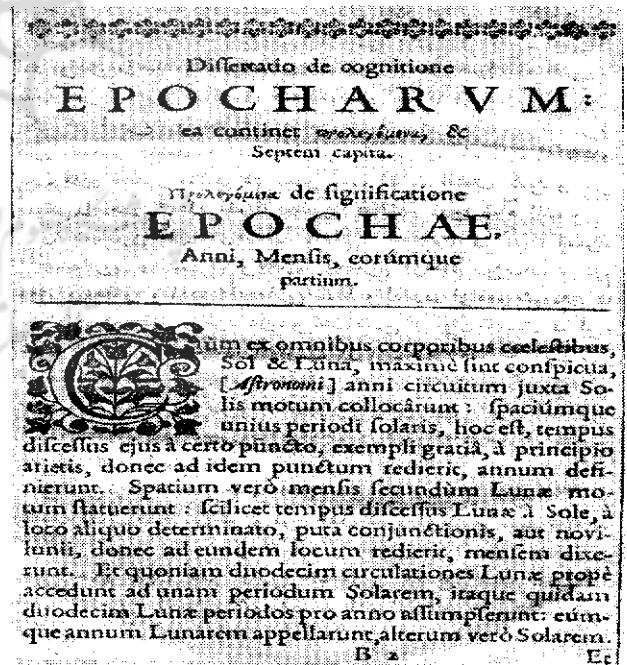 Dissertatio de cognitione
EPOCHARVM:
ea continet προλεγόμενα, &c
Septem capita.
Προλεγόμενα de significatione
EPOCHAE,
Anni, Mensis, eorúmque
partium.
Cùm ex omnibus corporibus cœlestibus,
Sol & Luna, maximè sint conspicua,
[Astronomi] anni circuitum juxta So-
lis motum collocârunt : spaciúmque
unius periodi solaris, hoc est, tempus
discessus ejus à certo púncto, exempli gratiâ, à principio
arietis, donec ad idem punctum redierit, annum defi-
nierunt. Spatium verò mensis secundùm Lunæ mo-
tum statuerunt : scilicet tempus discessus Lunæ à Sole, à
loco aliquo determinato, puta conjunctionis, aut novi-
lunii, donec ad eundem locum redierit, mensem dixe-
runt. Et quoniam duodecim circulationes Lunæ propè
accedunt ad unam periodum Solarem, itaque quidam
duodecim Lunæ periodos pro anno assumpserunt: eúm-
que annum Lunarem appellarunt, alterum verò Solarem.
B 2 Et